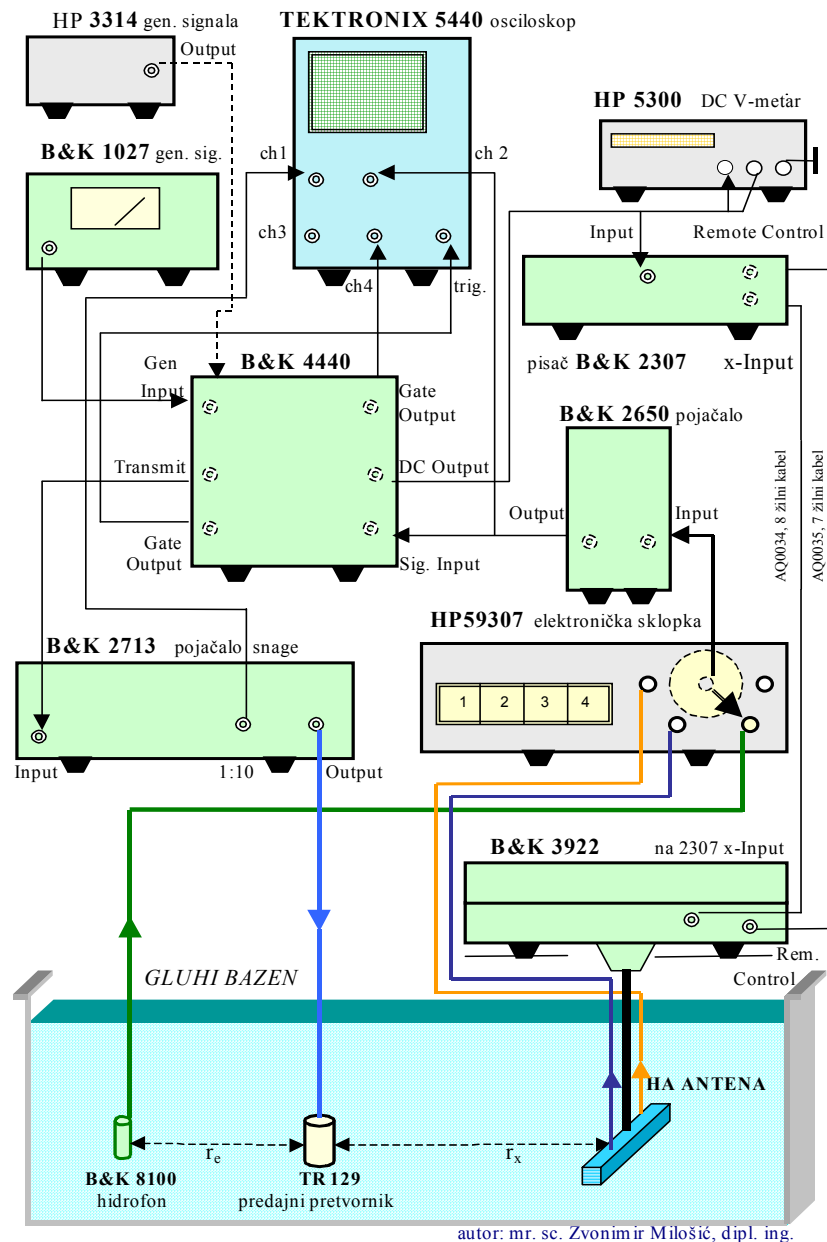 HP 3314 gen. signala
Output
TEKTRONIX 5440 osciloskop
HP 5300 DC V-metar
B&K 1027 gen. sig.
ch1
ch 2
ch3
ch4
trig.
Input
Remote Control
pisač B&K 2307
x-Input
Gen
Input
B&K 4440
Gate
Output
Transmit
DC Output
Gate
Output
Sig. Input
B&K 2650 pojačalo
Output
Input
AQ0034, 8 žilni kabel
AQ0035, 7 žilni kabel
HP59307 elektronička sklopka
1 2 3 4
B&K 2713 pojačalo snage
Input
1:10
Output
B&K 3922
na 2307 x-Input
Rem.
Control
GLUHI BAZEN
HA ANTENA
re
rx
B&K 8100
hidrofon
TR 129
predajni pretvornik
autor: mr. sc. Zvonimir Milošić, dipl. ing.